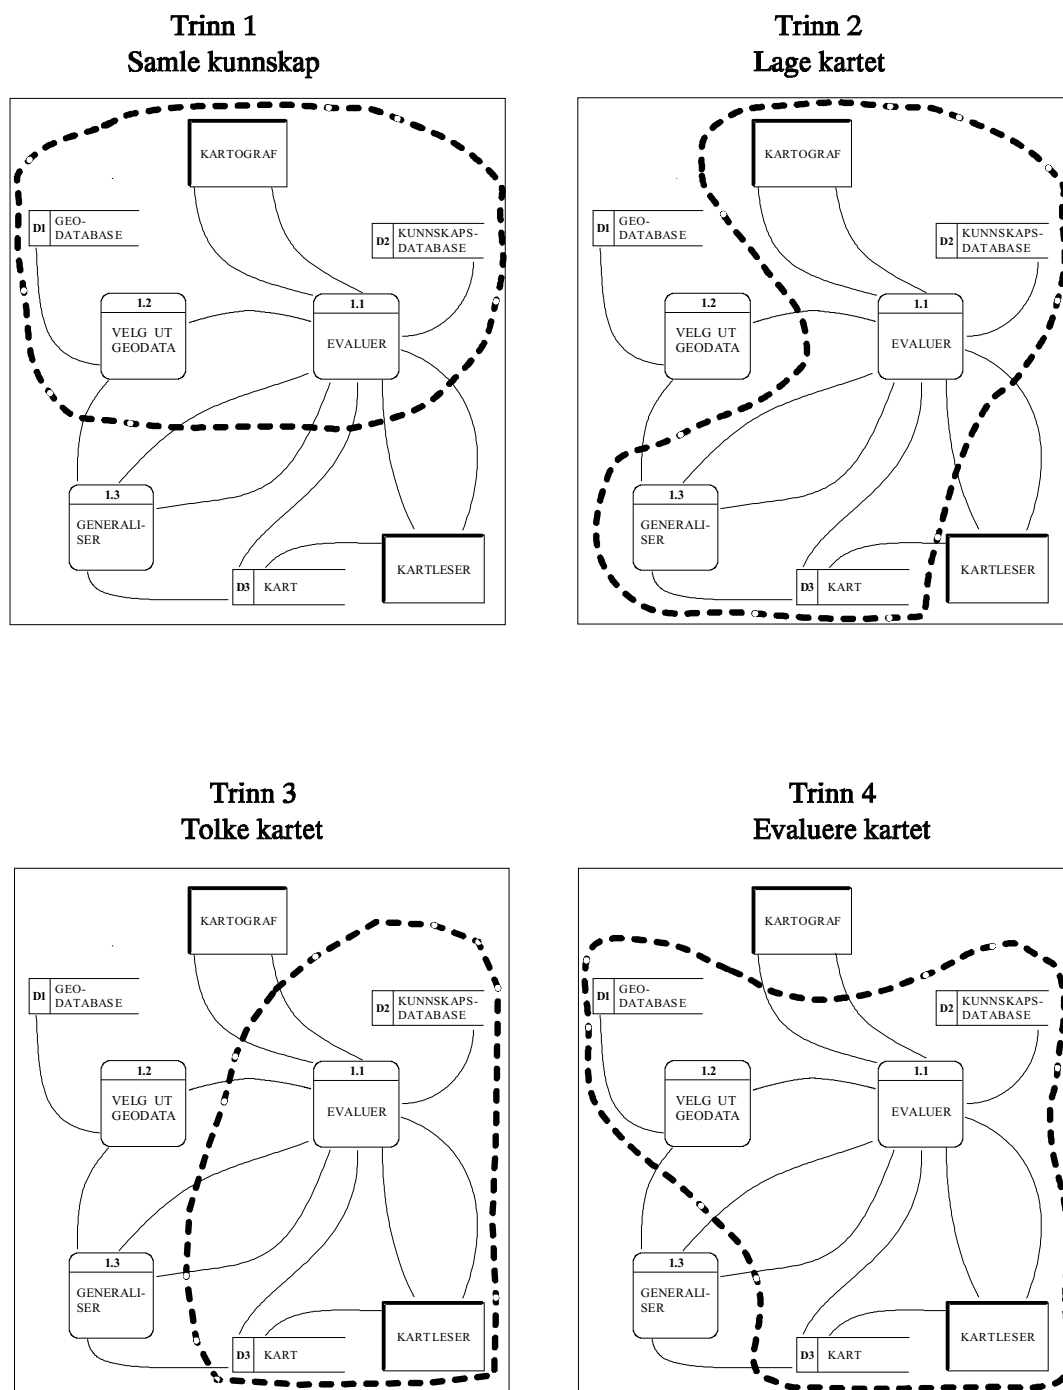 Trinn 1
Samle kunnskap
KARTOGRAF
D1
GEO-
DATABASE
D2
KUNNSKAPS-
DATABASE
1.2
VELG UT
GEODATA
1.1
EVALUER
1.3
GENERALI-
SER
D3
KART
KARTLESER
Trinn 2
Lage kartet
KARTOGRAF
D1
GEO-
DATABASE
D2
KUNNSKAPS-
DATABASE
1.2
VELG UT
GEODATA
1.1
EVALUER
1.3
GENERALI-
SER
D3
KART
KARTLESER
Trinn 3
Tolke kartet
KARTOGRAF
D1
GEO-
DATABASE
D2
KUNNSKAPS-
DATABASE
1.2
VELG UT
GEODATA
1.1
EVALUER
1.3
GENERALI-
SER
D3
KART
KARTLESER
Trinn 4
Evaluere kartet
KARTOGRAF
D1
GEO-
DATABASE
D2
KUNNSKAPS-
DATABASE
1.2
VELG UT
GEODATA
1.1
EVALUER
1.3
GENERALI-
SER
D3
KART
KARTLESER